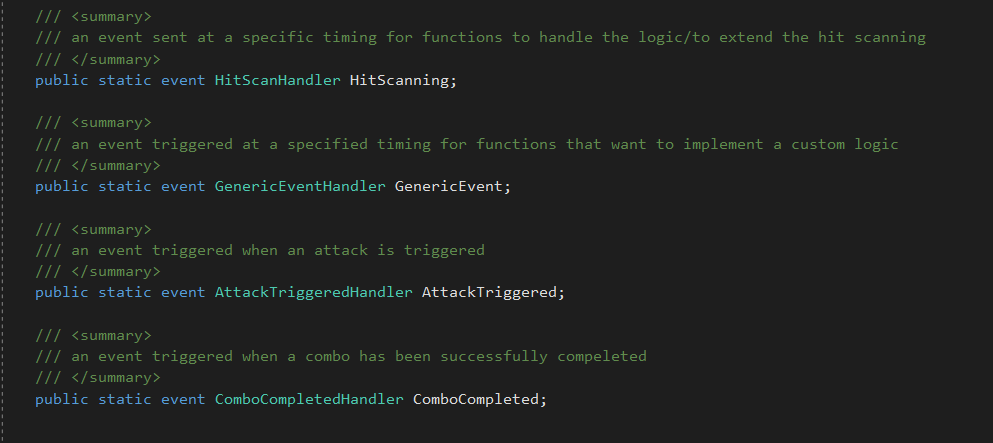 /// <summary>
/// an event sent at a specific timing for functions to handle the logic/to extend the hit scanning
/// </summary>
public static event HitScanHandler HitScanning;
/// <summary>
/// an event triggered at a specified timing for functions that want to implement a custom logic
/// </summary>
public static event GenericEventHandler GenericEvent;
/// <summary>
/// an event triggered when an attack is triggered
/// </summary>
public static event AttackTriggeredHandler AttackTriggered;
/// <summary>
/// an event triggered when a combo has been successfully compeleted
/// </summary>
public static event ComboCompletedHandler ComboCompleted;